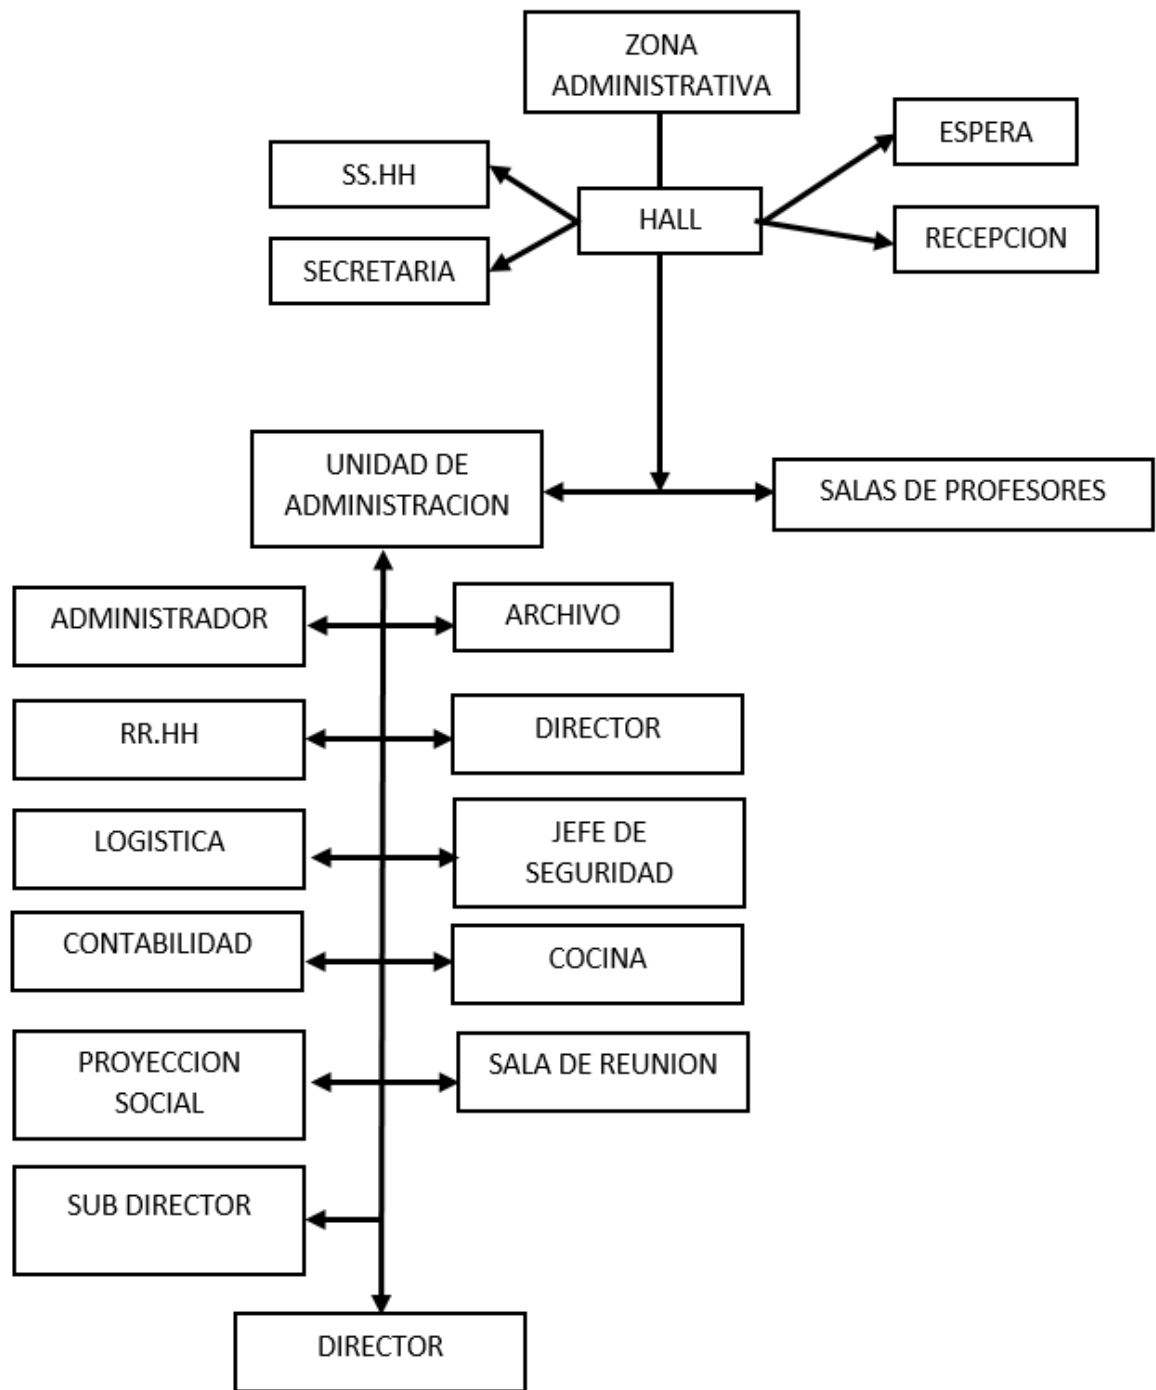 ZONA
ADMINISTRATIVA
ESPERA
SS.HH
HALL
RECEPCION
SECRETARIA
UNIDAD DE
ADMINISTRACION
SALAS DE PROFESORES
ADMINISTRADOR
ARCHIVO
RR.HH
DIRECTOR
LOGISTICA
JEFE DE
SEGURIDAD
CONTABILIDAD
COCINA
PROYECCION
SOCIAL
SALA DE REUNION
SUB DIRECTOR
DIRECTOR